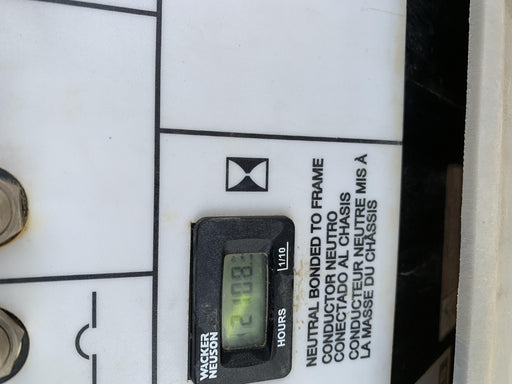 WACKER
NEUSON
HOURS 1/10
NEUTRAL BONDED TO FRAME
CONDUCTOR NEUTRO
CONECTADO AL CHASIS
CONDUCTEUR NEUTRE MIS À
LA MASSE DU CHÂSSIS